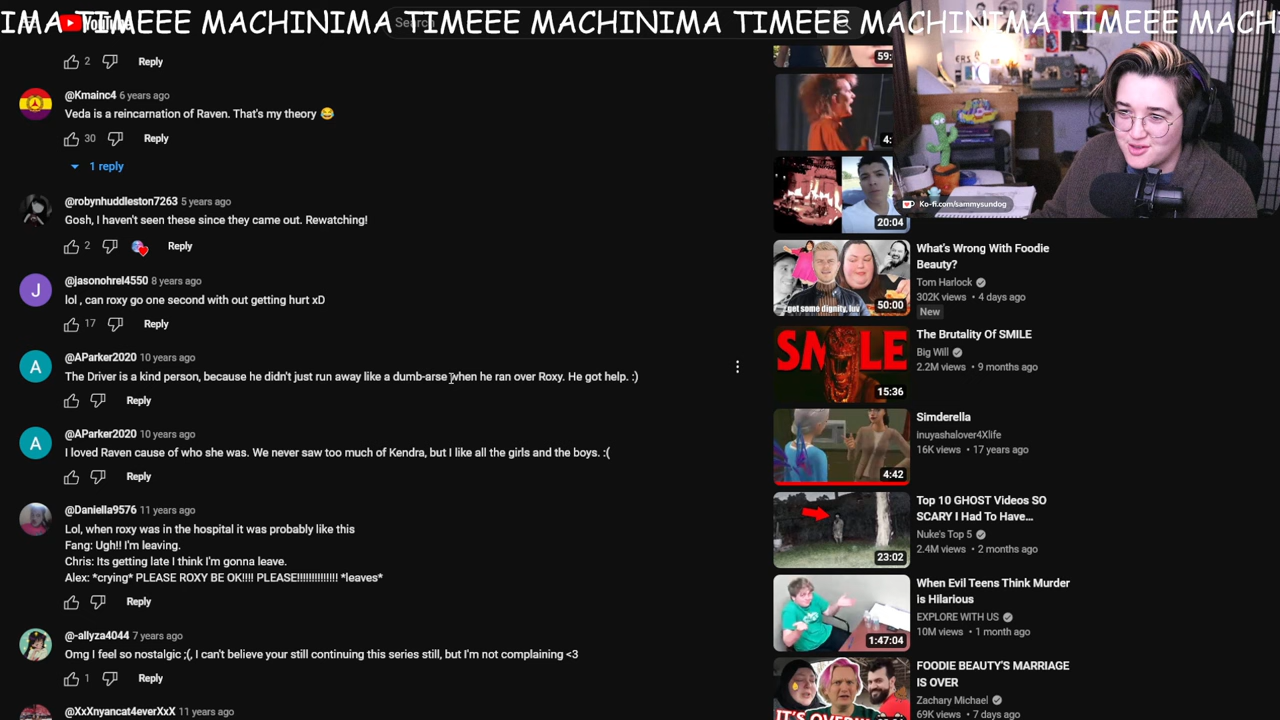 IMA TIMEEE MACHINIMA TIMEEE MACHINIMA TIMEEE MACHINIMA TIMEEE MACH
Search
2 Reply
@Kmainc4 6 years ago
Veda is a reincarnation of Raven. That's my theory 😂
30 Reply
1 reply
@robynhuddleston7263 5 years ago
Gosh, I haven't seen these since they came out. Rewatching!
2 Reply
J
@jasonohrel4550 8 years ago
lol , can roxy go one second with out getting hurt xD
17 Reply
A
@AParker2020 10 years ago
The Driver is a kind person, because he didn't just run away like a dumb-arse when he ran over Roxy. He got help. :)
Reply
A
@AParker2020 10 years ago
I loved Raven cause of who she was. We never saw too much of Kendra, but I like all the girls and the boys. :(
Reply
@Daniella9576 11 years ago
Lol, when roxy was in the hospital it was probably like this
Fang: Ugh!! I'm leaving.
Chris: Its getting late I think I'm gonna leave.
Alex: *crying* PLEASE ROXY BE OK!!!! PLEASE!!!!!!!!!!!!!! *leaves*
Reply
@-allyza4044 7 years ago
Omg I feel so nostalgic ;(, I can't believe your still continuing this series still, but I'm not complaining <3
1 Reply
@XxXnyancat4everXxX 11 years ago
59:
4:
20:04
Ko-fi.com/sammysundog
get some dignity, luv
50:00
What's Wrong With Foodie
Beauty?
Tom Harlock
302K views • 4 days ago
New
SMILE
15:36
The Brutality Of SMILE
Big Will
2.2M views • 9 months ago
4:42
Simderella
inuyashalover4Xlife
16K views • 17 years ago
23:02
Top 10 GHOST Videos SO
SCARY I Had To Have...
Nuke's Top 5
2.4M views • 2 months ago
1:47:04
When Evil Teens Think Murder
is Hilarious
EXPLORE WITH US
10M views • 1 month ago
IT'S OVER!!
FOODIE BEAUTY'S MARRIAGE
IS OVER
Zachary Michael
69K views • 7 days ago